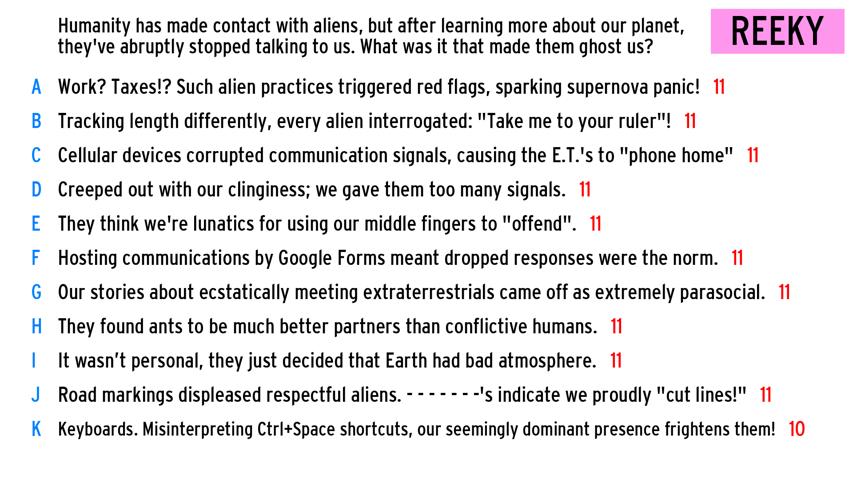 Humanity has made contact with aliens, but after learning more about our planet,
they've abruptly stopped talking to us. What was it that made them ghost us?
REEKY
A Work? Taxes!? Such alien practices triggered red flags, sparking supernova panic! 11
B Tracking length differently, every alien interrogated: "Take me to your ruler"! 11
C Cellular devices corrupted communication signals, causing the E.T.'s to "phone home" 11
D Creeped out with our clinginess; we gave them too many signals. 11
E They think we're lunatics for using our middle fingers to "offend". 11
F Hosting communications by Google Forms meant dropped responses were the norm. 11
G Our stories about ecstatically meeting extraterrestrials came off as extremely parasocial. 11
H They found ants to be much better partners than conflictive humans. 11
I It wasn’t personal, they just decided that Earth had bad atmosphere. 11
J Road markings displeased respectful aliens. - - - - - - -'s indicate we proudly "cut lines!" 11
K Keyboards. Misinterpreting Ctrl+Space shortcuts, our seemingly dominant presence frightens them! 10